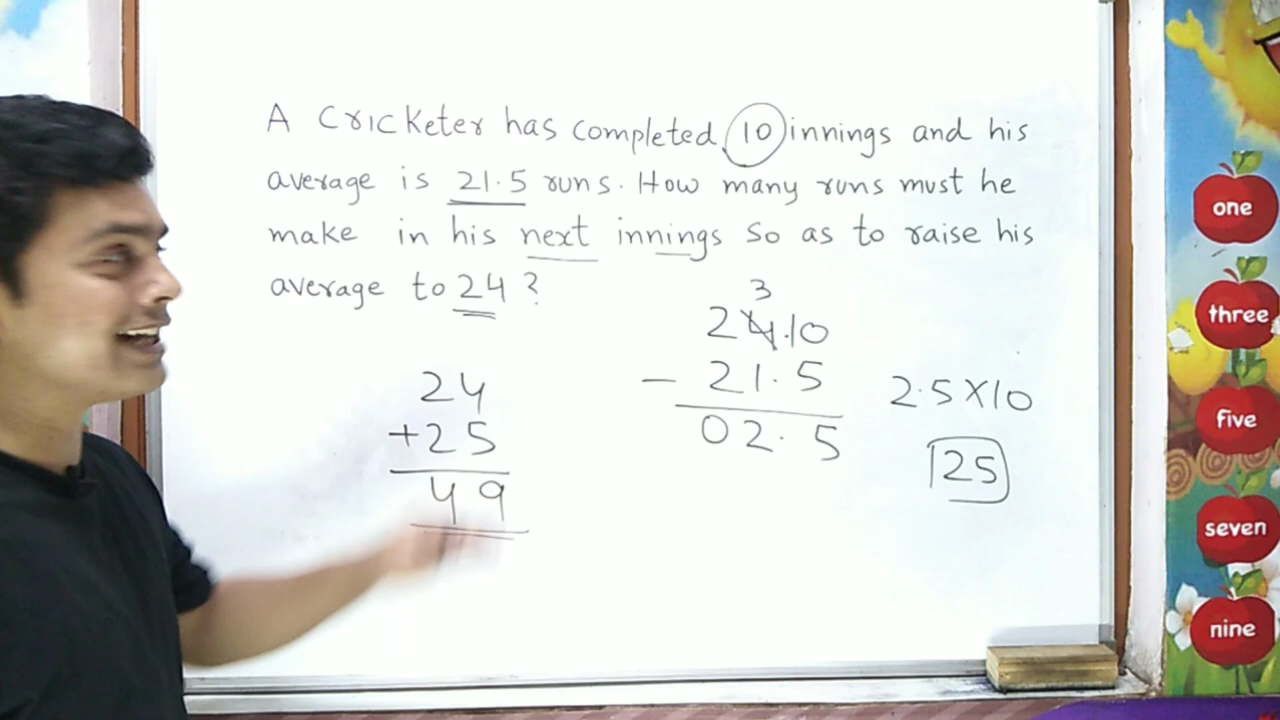 A Cricketer has completed 10 innings and his
average is 21.5 runs. How many runs must he
make in his next innings so as to raise his
average to 24 ?
24
+25
49
3
24.10
- 21.5
02.5
2.5X10
25
one
three
five
seven
nine